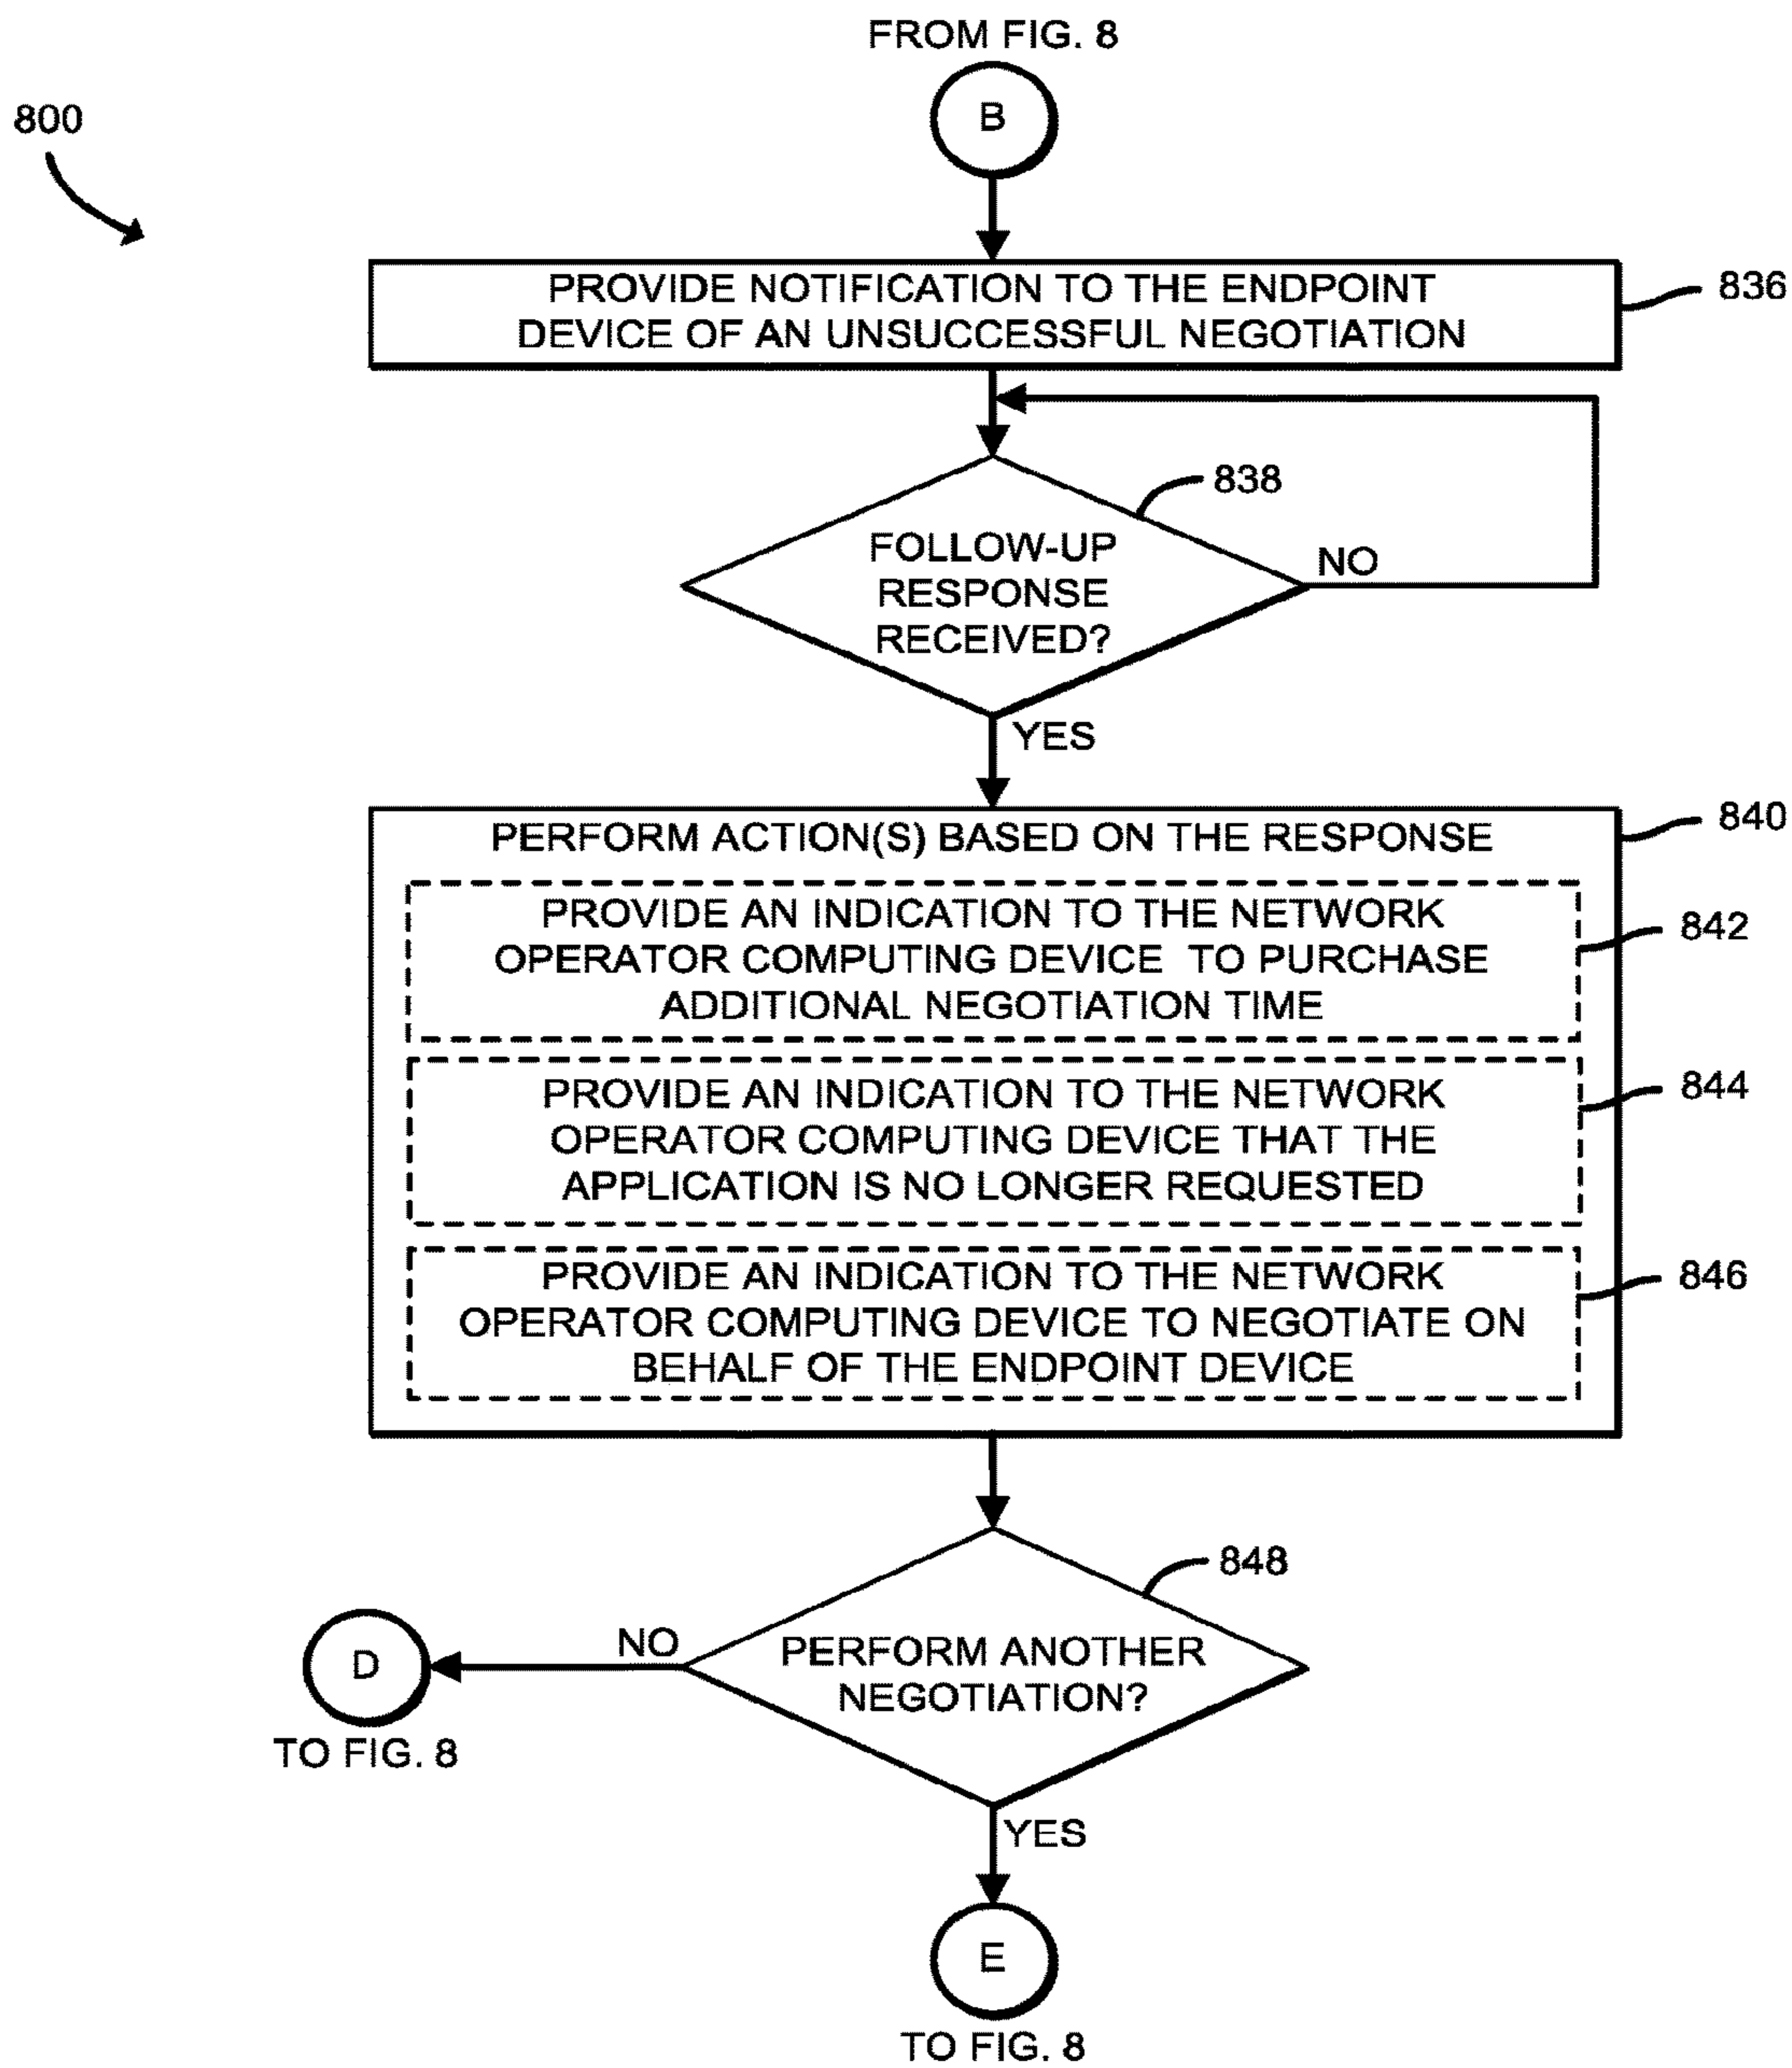 FROM FIG. 8
B
800
PROVIDE NOTIFICATION TO THE ENDPOINT
DEVICE OF AN UNSUCCESSFUL NEGOTIATION
836
838
FOLLOW-UP
RESPONSE
RECEIVED?
NO
YES
PERFORM ACTION(S) BASED ON THE RESPONSE
840
PROVIDE AN INDICATION TO THE NETWORK
OPERATOR COMPUTING DEVICE TO PURCHASE
ADDITIONAL NEGOTIATION TIME
842
PROVIDE AN INDICATION TO THE NETWORK
OPERATOR COMPUTING DEVICE THAT THE
APPLICATION IS NO LONGER REQUESTED
844
PROVIDE AN INDICATION TO THE NETWORK
OPERATOR COMPUTING DEVICE TO NEGOTIATE ON
BEHALF OF THE ENDPOINT DEVICE
846
848
PERFORM ANOTHER
NEGOTIATION?
NO
D
TO FIG. 8
YES
E
TO FIG. 8